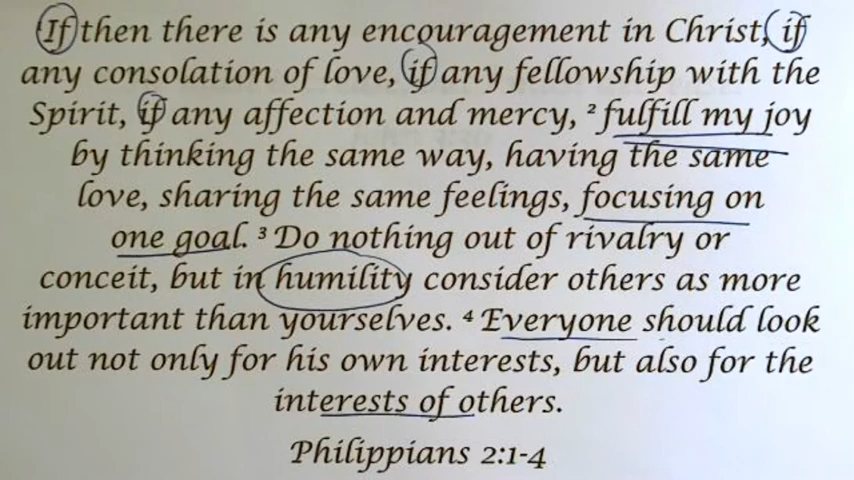 If then there is any encouragement in Christ, if
any consolation of love, if any fellowship with the
Spirit, if any affection and mercy, ² fulfill my joy
by thinking the same way, having the same
love, sharing the same feelings, focusing on
one goal. ³ Do nothing out of rivalry or
conceit, but in humility consider others as more
important than yourselves. ⁴ Everyone should look
out not only for his own interests, but also for the
interests of others.
Philippians 2:1-4